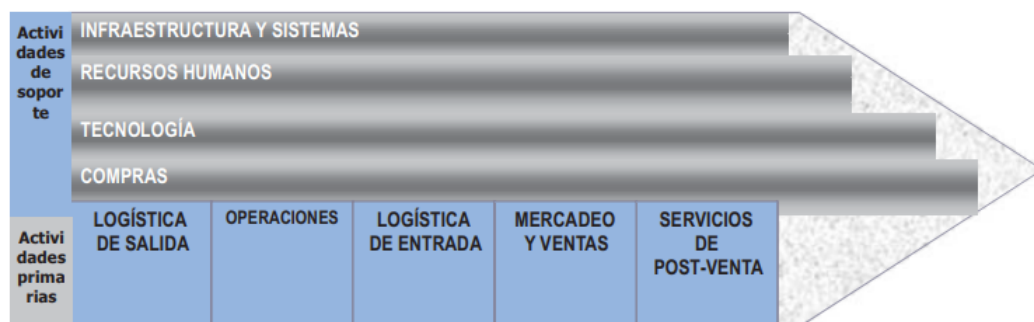 Activi
dades
de
sopor
te
INFRAESTRUCTURA Y SISTEMAS
RECURSOS HUMANOS
TECNOLOGÍA
COMPRAS
Activi
dades
prima
rias
LOGÍSTICA
DE SALIDA
OPERACIONES
LOGÍSTICA
DE ENTRADA
MERCADEO
Y VENTAS
SERVICIOS
DE
POST-VENTA